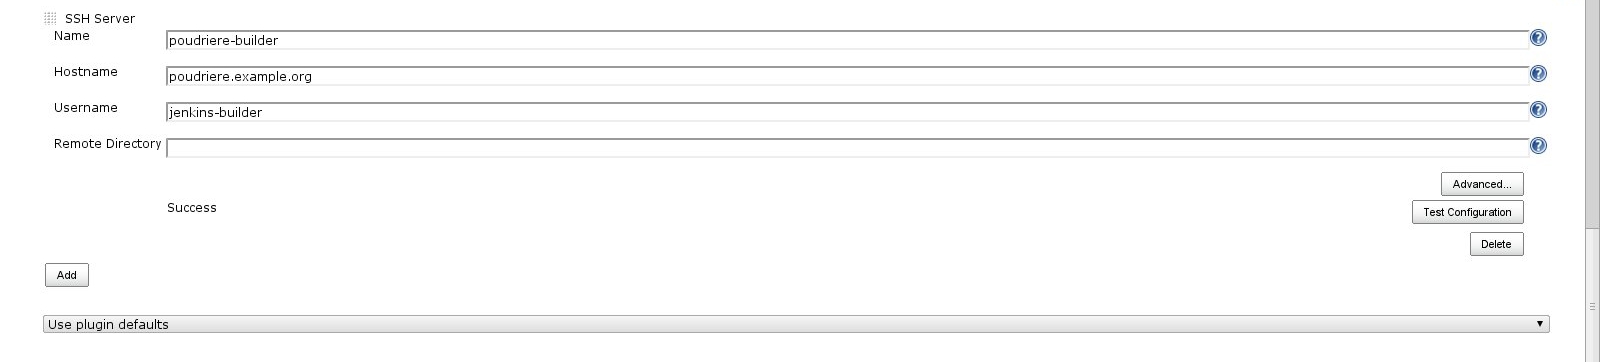 SSH Server
Name
poudriere-builder
Hostname
poudriere.example.org
Username
jenkins-builder
Remote Directory
Advanced...
Success
Test Configuration
Delete
Add
Use plugin defaults